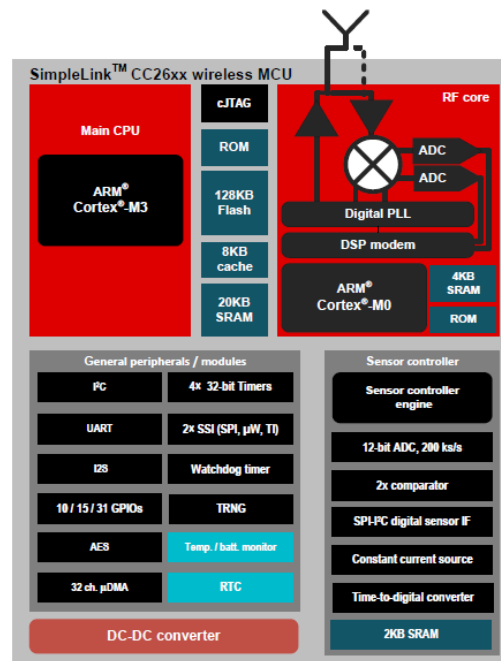 SimpleLink™ CC26xx wireless MCU
Main CPU
ARM®
Cortex®-M3
cJTAG
ROM
128KB
Flash
8KB
cache
20KB
SRAM
RF core
ADC
ADC
Digital PLL
DSP modem
ARM®
Cortex®-M0
4KB
SRAM
ROM
General peripherals / modules
I²C
4× 32-bit Timers
UART
2× SSI (SPI, µW, TI)
I2S
Watchdog timer
10 / 15 / 31 GPIOs
TRNG
AES
Temp. / batt. monitor
32 ch. µDMA
RTC
DC-DC converter
Sensor controller
Sensor controller
engine
12-bit ADC, 200 ks/s
2x comparator
SPI-I²C digital sensor IF
Constant current source
Time-to-digital converter
2KB SRAM